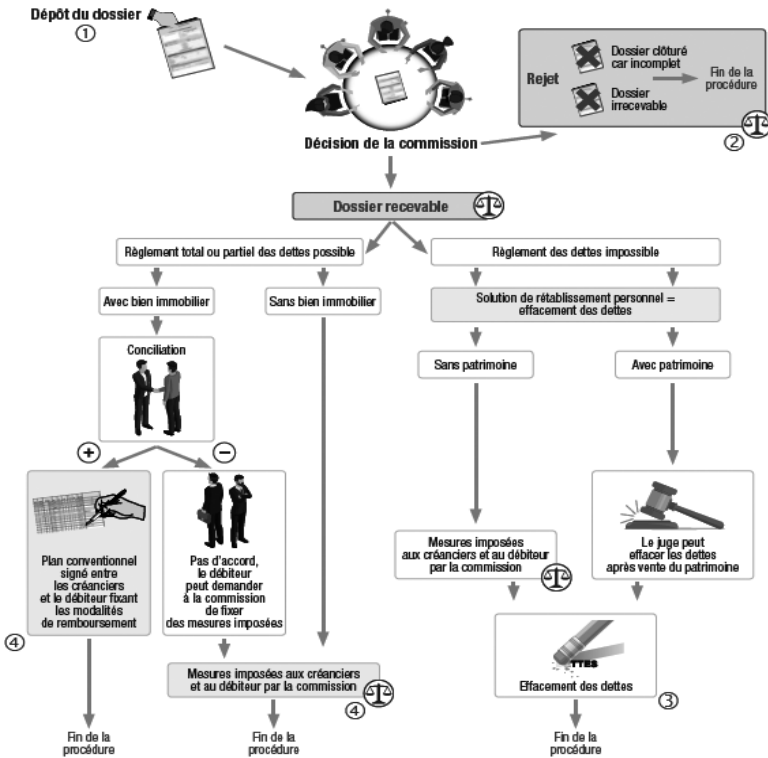 Dépôt du dossier
①
Décision de la commission
Rejet
Dossier clôturé
car incomplet
Dossier
irrecevable
Fin de la
procédure
②
Dossier recevable
Règlement total ou partiel des dettes possible
Règlement des dettes impossible
Avec bien immobilier
Sans bien immobilier
Solution de rétablissement personnel =
effacement des dettes
Conciliation
Sans patrimoine
Avec patrimoine
+
−
Plan conventionnel
signé entre
les créanciers
et le débiteur fixant
les modalités
de remboursement
④
Pas d'accord,
le débiteur
peut demander
à la commission
de fixer
des mesures imposées
Mesures imposées
aux créanciers et au débiteur
par la commission
Le juge peut
effacer les dettes
après vente du patrimoine
Mesures imposées aux créanciers
et au débiteur par la commission
④
TTES
Effacement des dettes
③
Fin de la
procédure
Fin de la
procédure
Fin de la
procédure